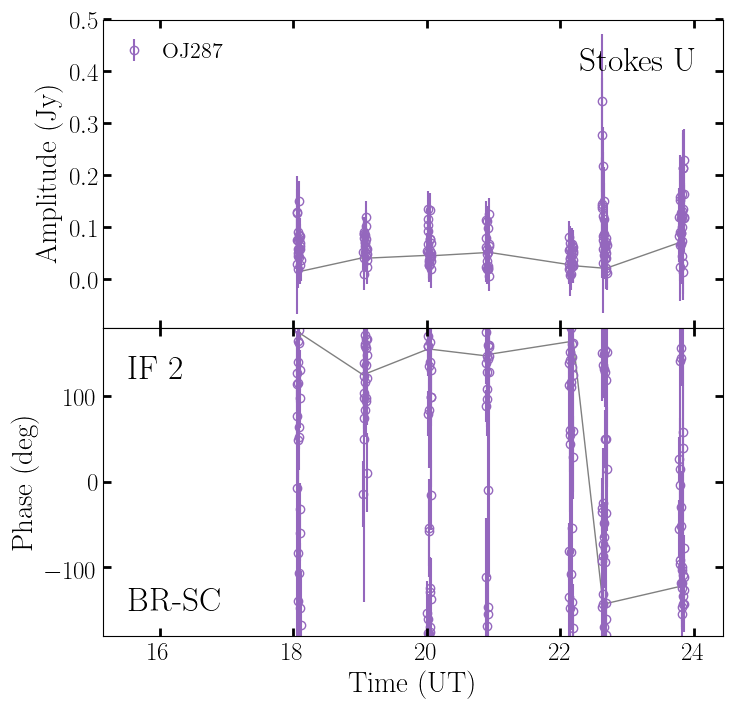 0.5
OJ287
Stokes U
0.4
0.3
0.2
0.1
0.0
Amplitude (Jy)
IF 2
100
0
−100
Phase (deg)
BR-SC
16 18 20 22 24
Time (UT)